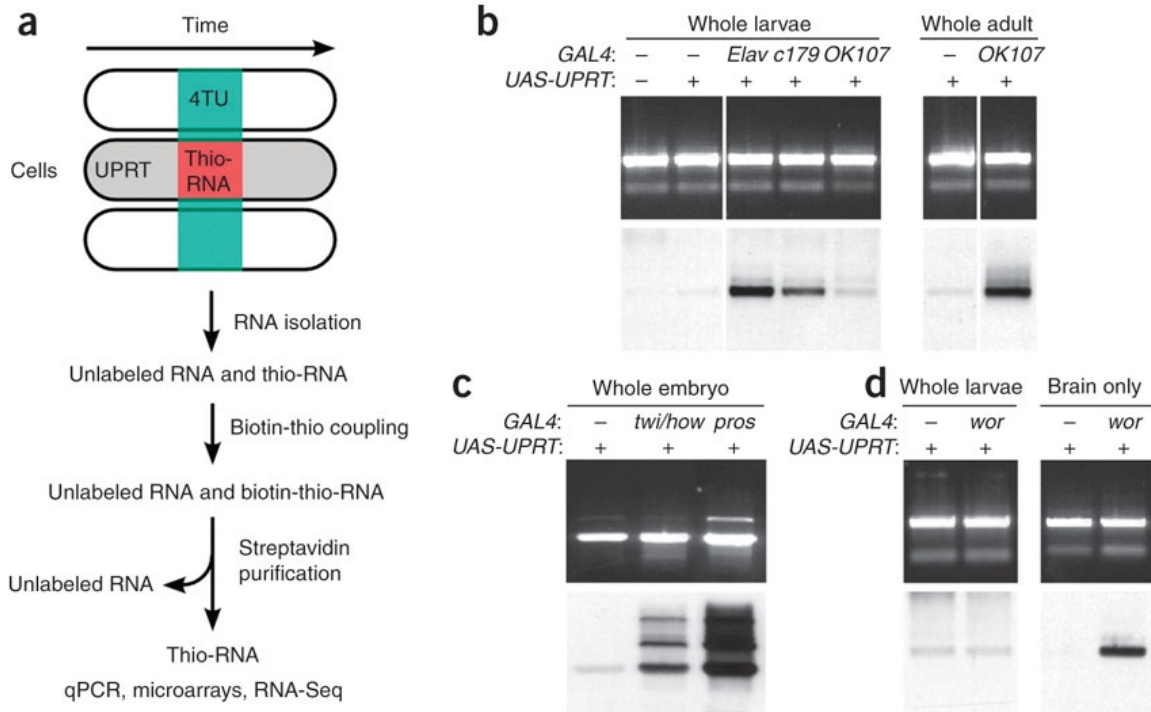 a
Time
4TU
Cells
UPRT
Thio-
RNA
RNA isolation
Unlabeled RNA and thio-RNA
Biotin-thio coupling
Unlabeled RNA and biotin-thio-RNA
Streptavidin
purification
Unlabeled RNA
Thio-RNA
qPCR, microarrays, RNA-Seq
b
Whole larvae Whole adult
GAL4: – – Elav c179 OK107 – OK107
UAS-UPRT: – + + + + + +
c
Whole embryo
GAL4: – twi/how pros
UAS-UPRT: + + +
d
Whole larvae Brain only
GAL4: – wor – wor
UAS-UPRT: + + + +